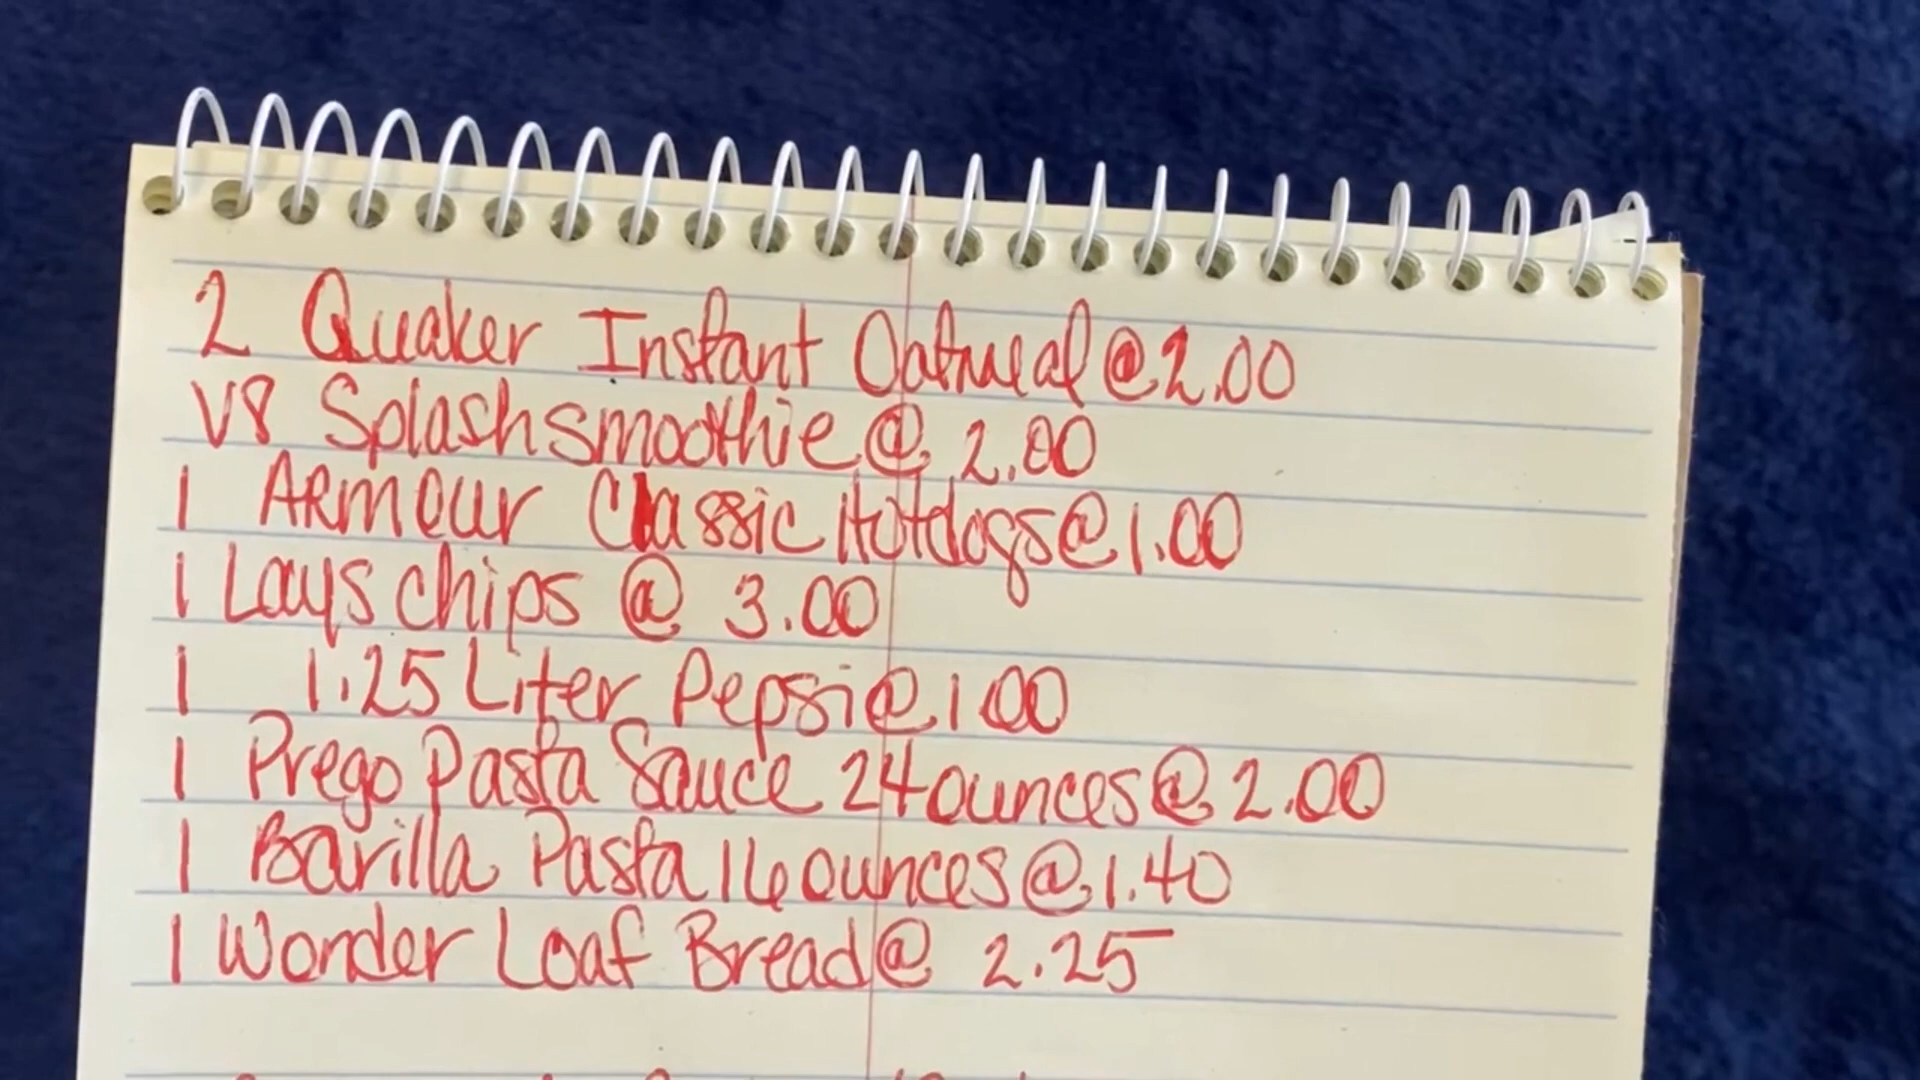 2 Quaker Instant Oatmeal @ 2.00
V8 Splash smoothie @ 2.00
1 Armour Classic Hotdogs @ 1.00
1 Lays chips @ 3.00
1 1.25 Liter Pepsi @ 1.00
1 Prego Pasta Sauce 24 ounces @ 2.00
1 Barilla Pasta 16 ounces @ 1.40
1 Wonder Loaf Bread @ 2.25